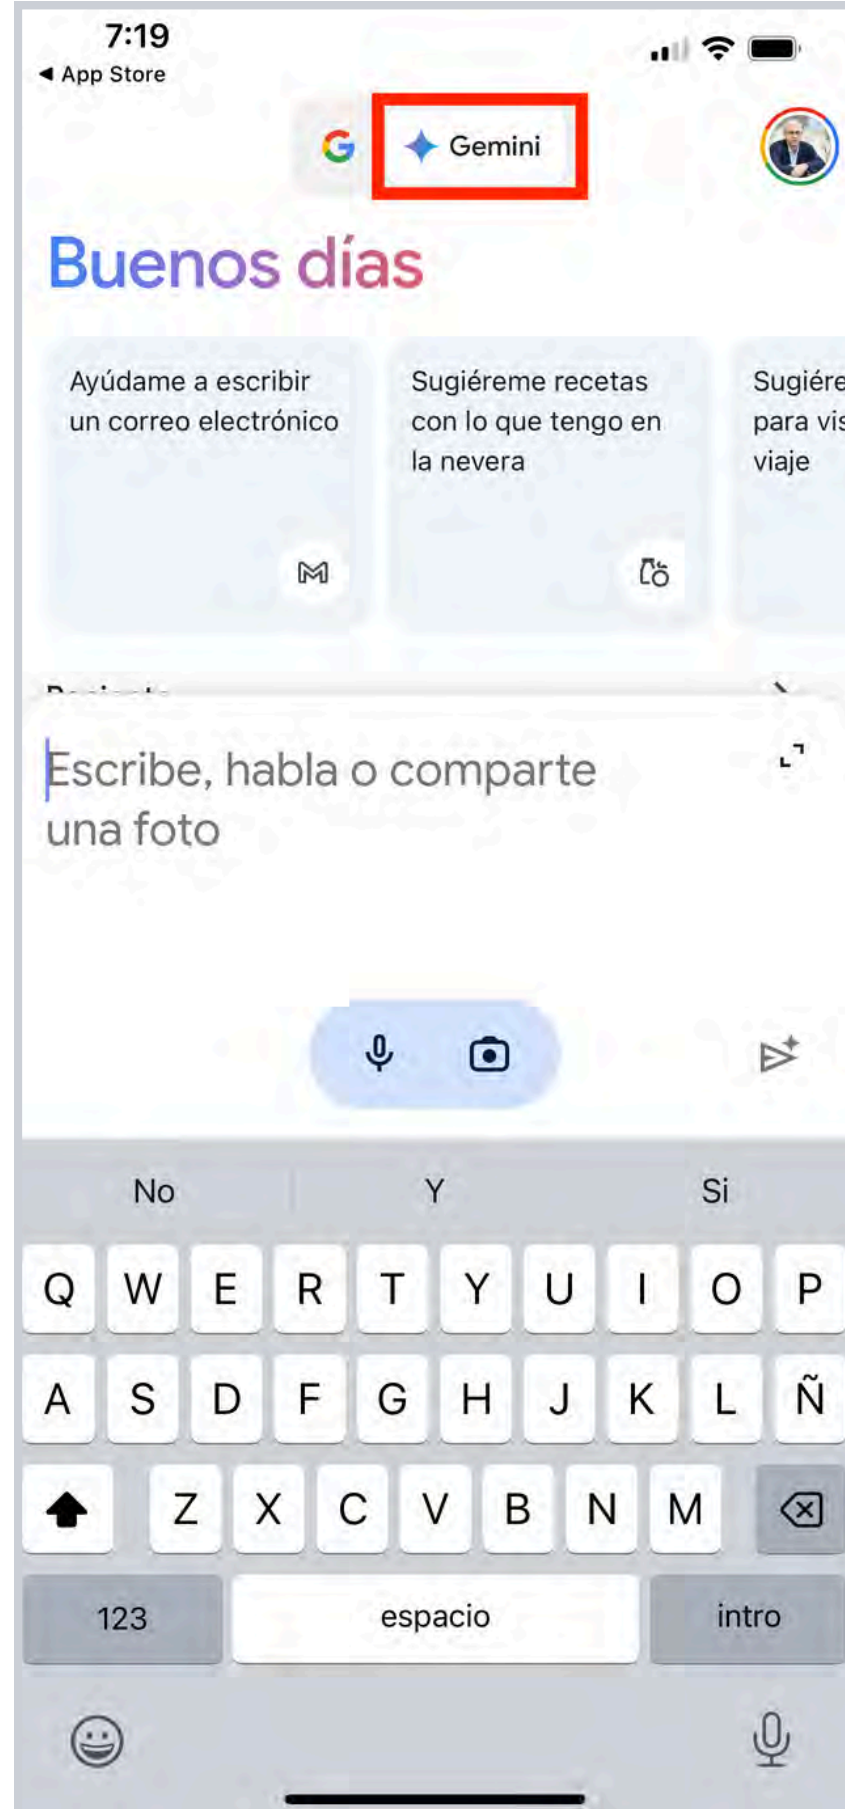 7:19
◀ App Store
G Gemini
Buenos días
Ayúdame a escribir
un correo electrónico
Sugiéreme recetas
con lo que tengo en
la nevera
Sugiére
para vis
viaje
Escribe, habla o comparte
una foto
No Y Si
Q W E R T Y U I O P
A S D F G H J K L Ñ
Z X C V B N M
123 espacio intro